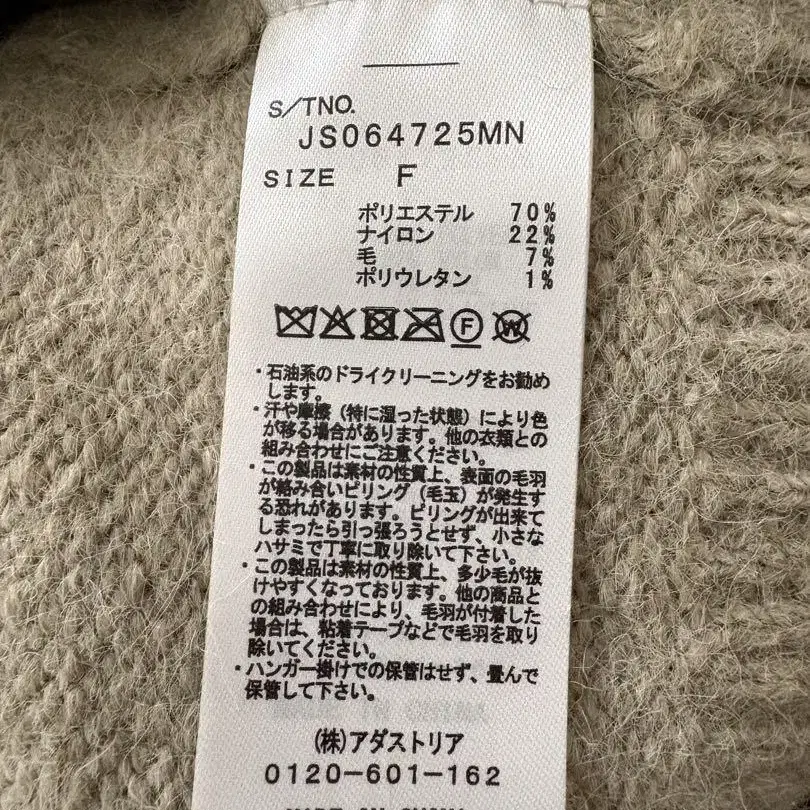 S/TNO.
JS064725MN
SIZE F
ポリエステル 70%
ナイロン 22%
毛 7%
ポリウレタン 1%
F
W
・石油系のドライクリーニングをお勧め
します。
・汗や摩擦（特に湿った状態）により色
が移る場合があります。他の衣類との
組み合わせにご注意ください。
・この製品は素材の性質上、表面の毛羽
が絡み合いピリング（毛玉）が発生す
る恐れがあります。ピリングが出来て
しまったら引っ張ろうとせず、小さな
ハサミで丁寧に取り除いて下さい。
・この製品は素材の性質上、多少毛が抜
けやすくなっております。他の商品と
の組み合わせにより、毛羽が付着した
場合は、粘着テープなどで毛羽を取り
除いてください。
・ハンガー掛けでの保管はせず、畳んで
保管して下さい。
(株)アダストリア
0120-601-162